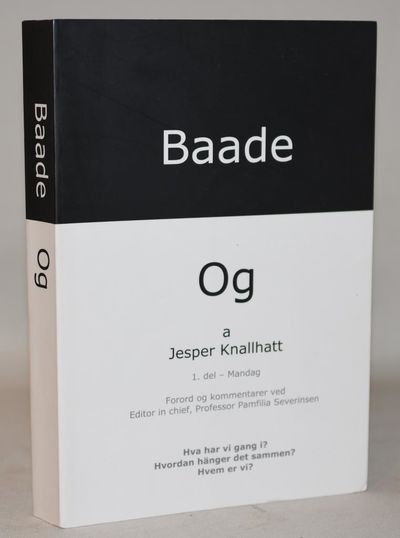 Baade
Og
Baade
Og
a
Jesper Knallhatt
1. del – Mandag
Forord og kommentarer ved
Editor in chief, Professor Pamfilia Severinsen
Hva har vi gang i?
Hvordan hänger det sammen?
Hvem er vi?